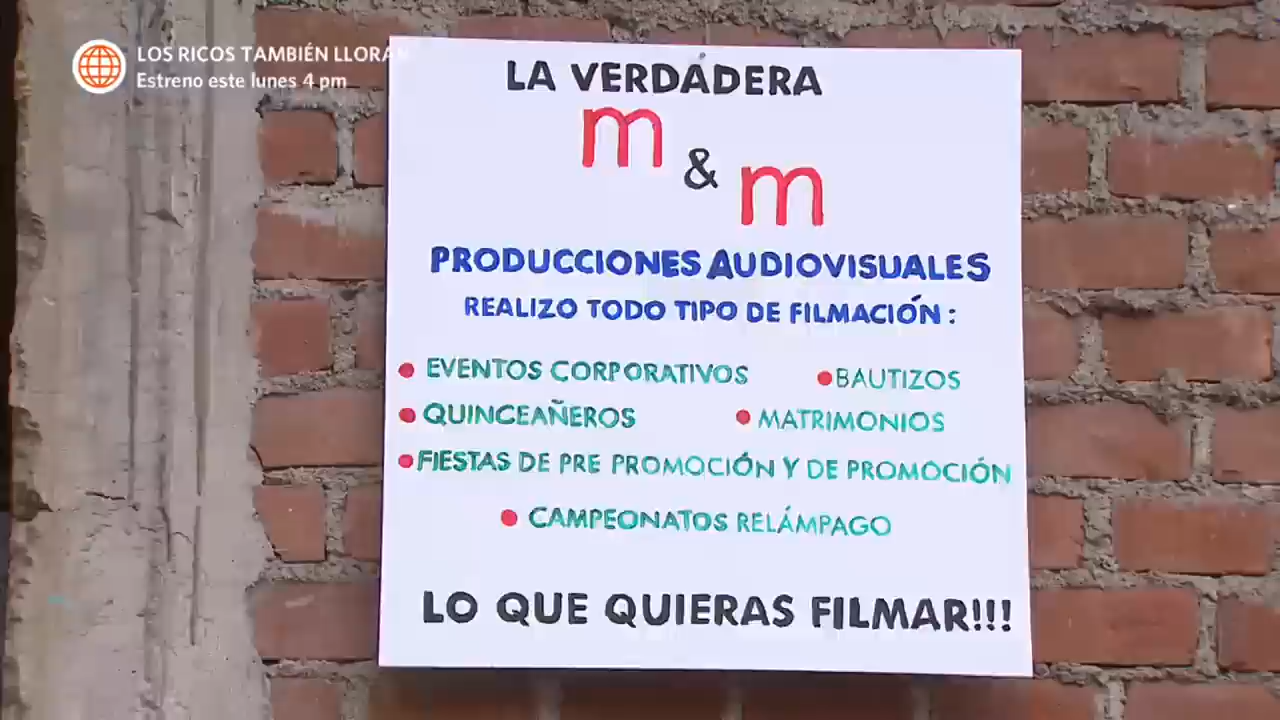 LOS RICOS TAMBIÉN LLORAN
Estreno este lunes 4 pm
LA VERDÁDERA
m & m
PRODUCCIONES AUDIOVISUALES
REALIZO TODO TIPO DE FILMACIÓN:
• EVENTOS CORPORATIVOS • BAUTIZOS
• QUINCEAÑEROS • MATRIMONIOS
• FIESTAS DE PRE PROMOCIÓN Y DE PROMOCIÓN
• CAMPEONATOS RELÁMPAGO
LO QUE QUIERAS FILMAR!!!